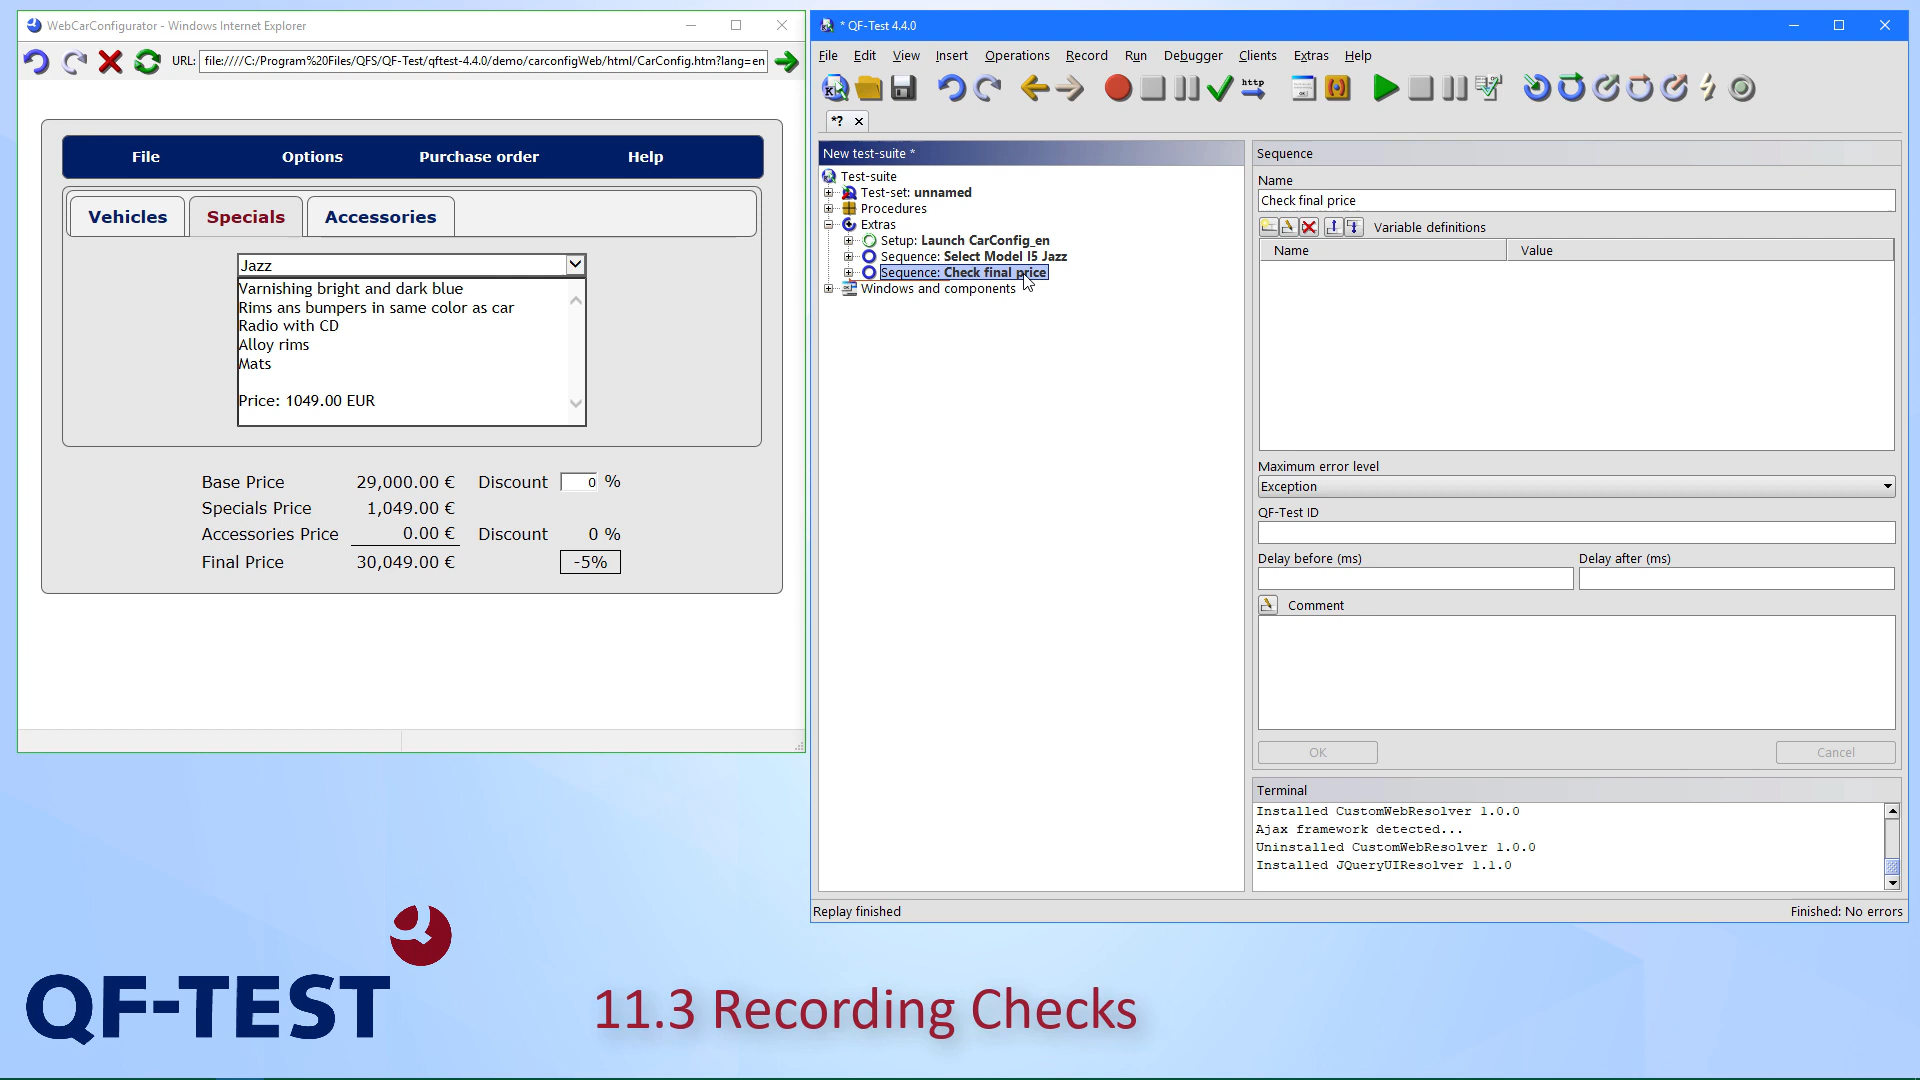 WebCarConfigurator - Windows Internet Explorer
URL: file:////C:/Program%20Files/QFS/QF-Test/qftest-4.4.0/demo/carconfigWeb/html/CarConfig.htm?lang=en
File Options Purchase order Help
Vehicles Specials Accessories
Jazz
Varnishing bright and dark blue
Rims ans bumpers in same color as car
Radio with CD
Alloy rims
Mats
Price: 1049.00 EUR
Base Price 29,000.00 € Discount 0 %
Specials Price 1,049.00 €
Accessories Price 0.00 € Discount 0 %
Final Price 30,049.00 € -5%
* QF-Test 4.4.0
File Edit View Insert Operations Record Run Debugger Clients Extras Help
http
*?
New test-suite *
Test-suite
Test-set: unnamed
Procedures
Extras
Setup: Launch CarConfig_en
Sequence: Select Model I5 Jazz
Sequence: Check final price
Windows and components
Sequence
Name
Check final price
Variable definitions
Name Value
Maximum error level
Exception
QF-Test ID
Delay before (ms) Delay after (ms)
Comment
OK Cancel
Terminal
Installed CustomWebResolver 1.0.0
Ajax framework detected...
Uninstalled CustomWebResolver 1.0.0
Installed JQueryUIResolver 1.1.0
Replay finished Finished: No errors
QF-TEST
11.3 Recording Checks